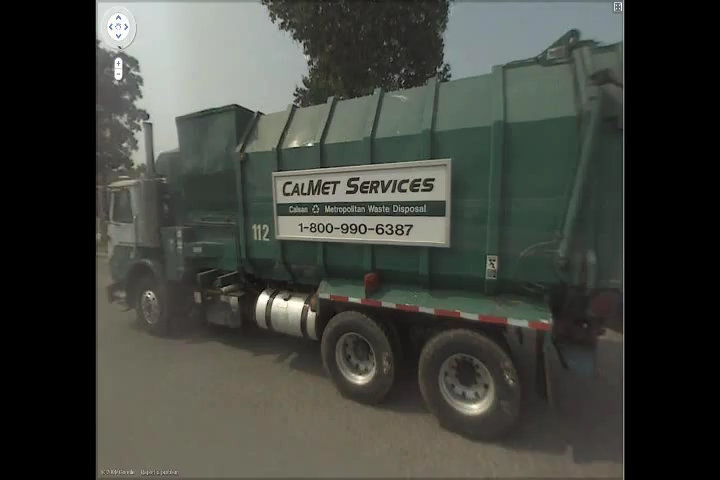 CALMET SERVICES
Calsan Metropolitan Waste Disposal
1-800-990-6387
112